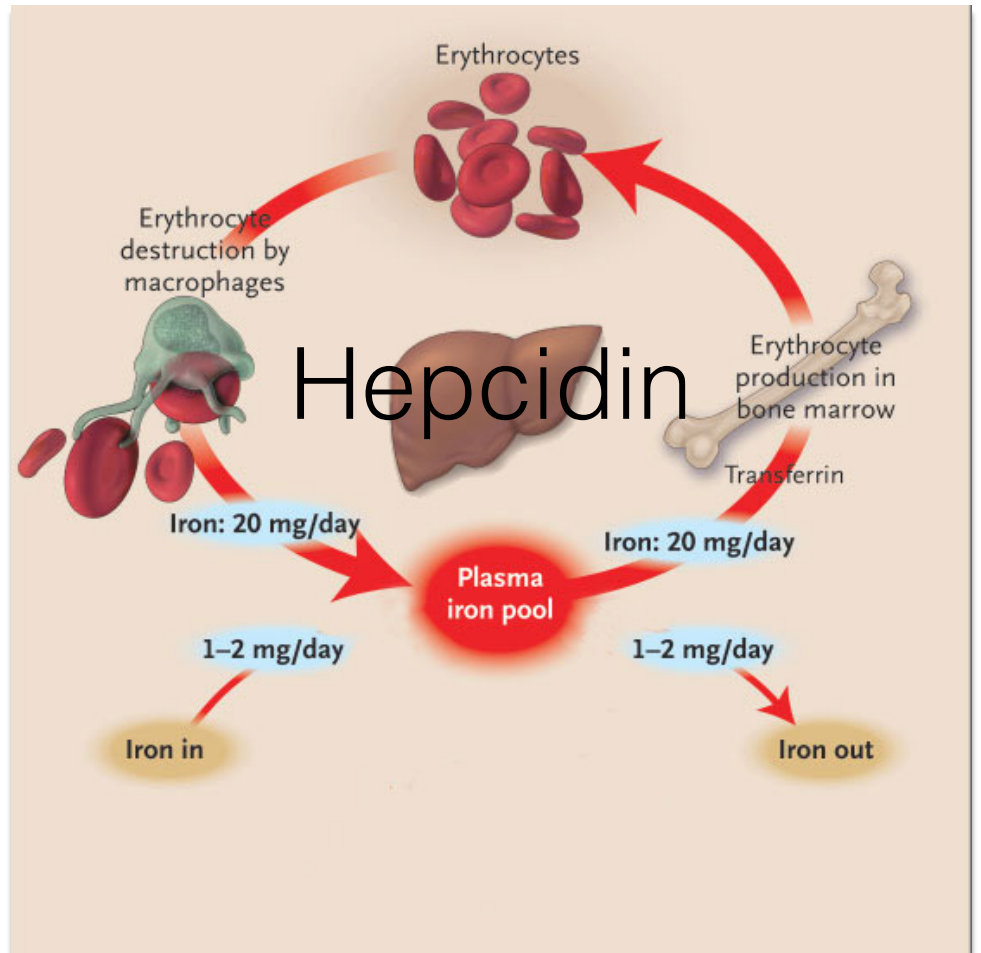 Erythrocytes
Erythrocyte
destruction by
macrophages
Hepcidin
Erythrocyte
production in
bone marrow
Transferrin
Iron: 20 mg/day
Iron: 20 mg/day
Plasma
iron pool
1–2 mg/day
1–2 mg/day
Iron in
Iron out